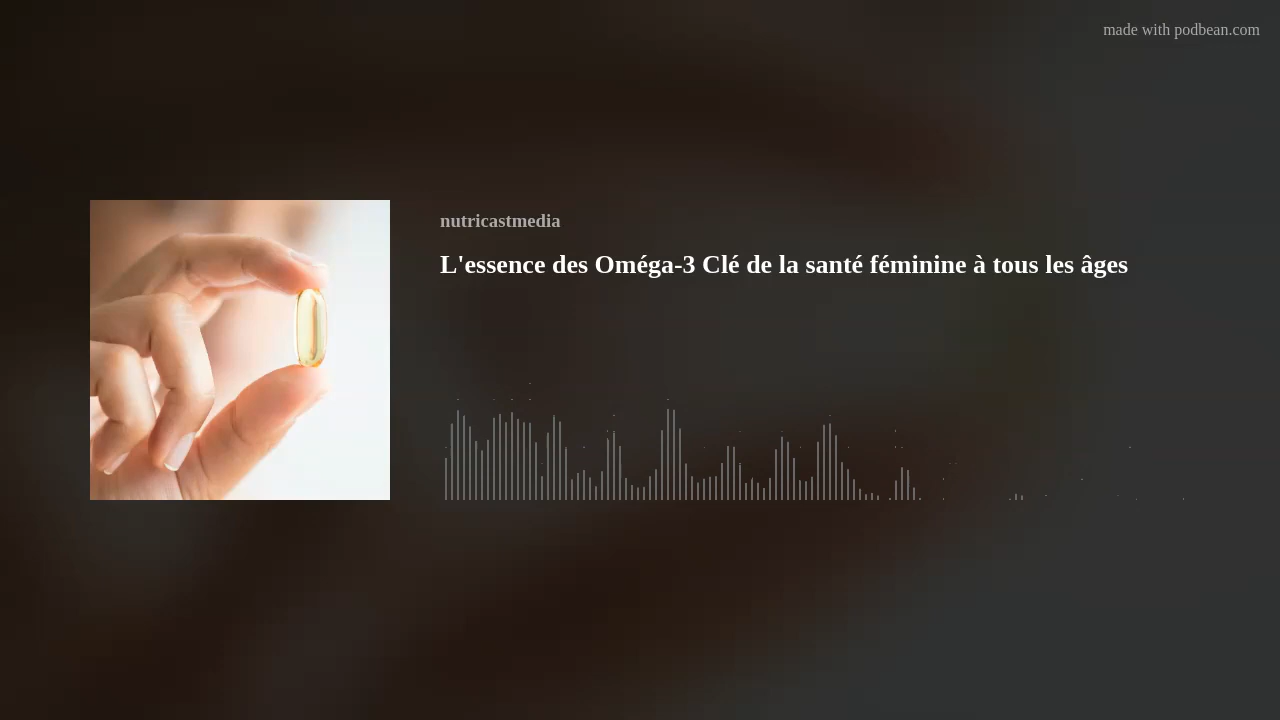 made with podbean.com
nutricastmedia
L'essence des Oméga-3 Clé de la santé féminine à tous les âges